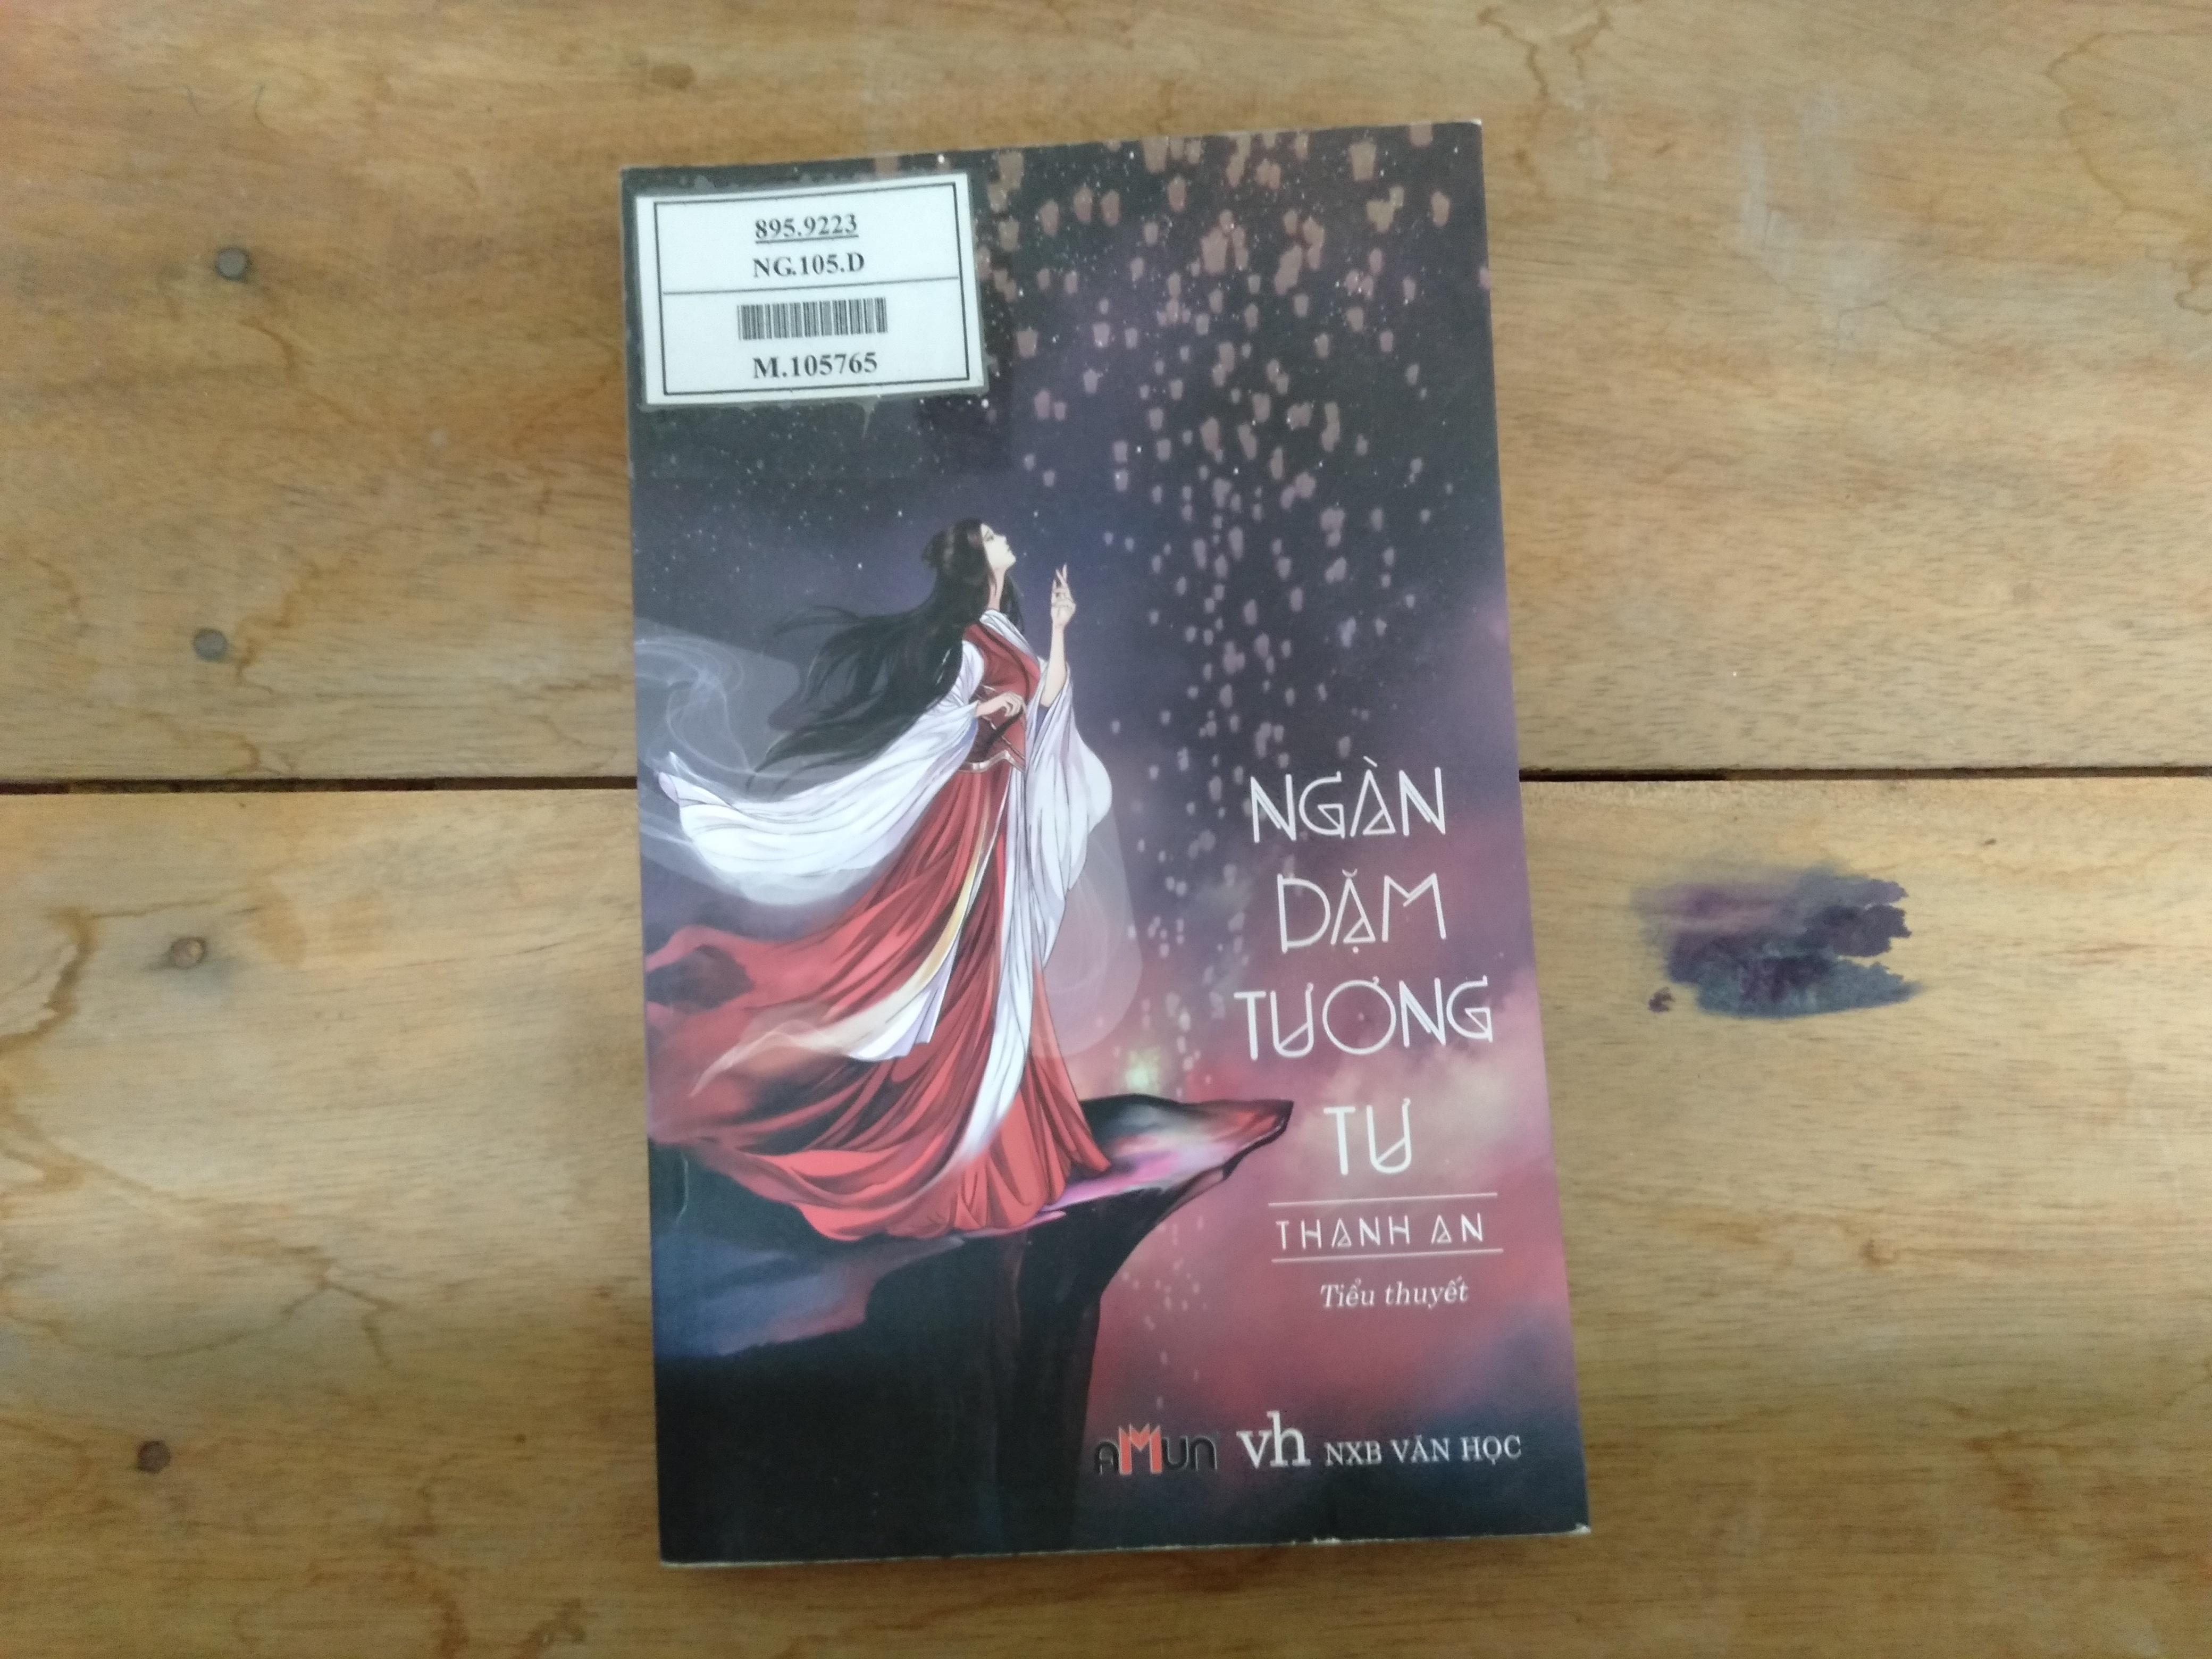 895.9223
NG.105.D
M.105765
NGÀN
DẶM
TƯƠNG
TƯ
THANH AN
Tiểu thuyết
AMUN vh NXB VĂN HỌC